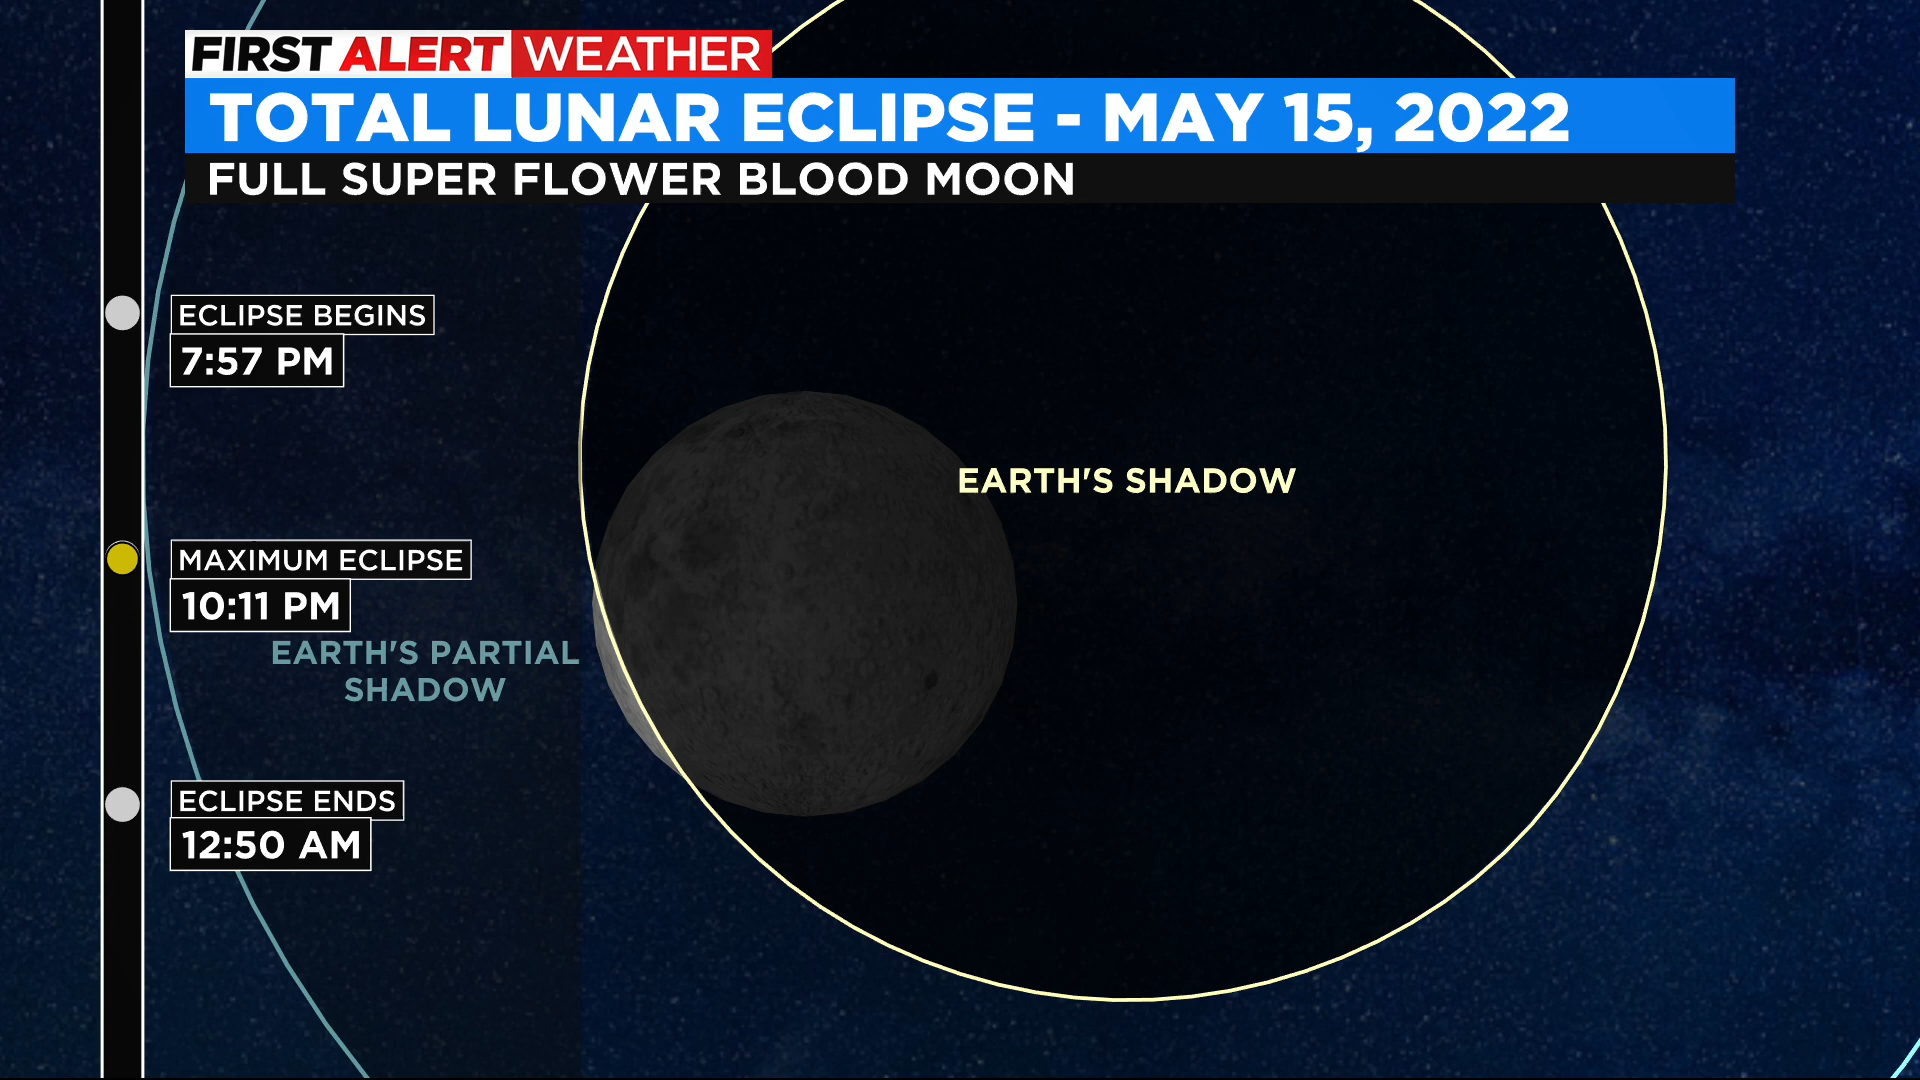 FIRST ALERT WEATHER
TOTAL LUNAR ECLIPSE - MAY 15, 2022
FULL SUPER FLOWER BLOOD MOON
ECLIPSE BEGINS
7:57 PM
EARTH'S SHADOW
MAXIMUM ECLIPSE
10:11 PM
EARTH'S PARTIAL
SHADOW
ECLIPSE ENDS
12:50 AM